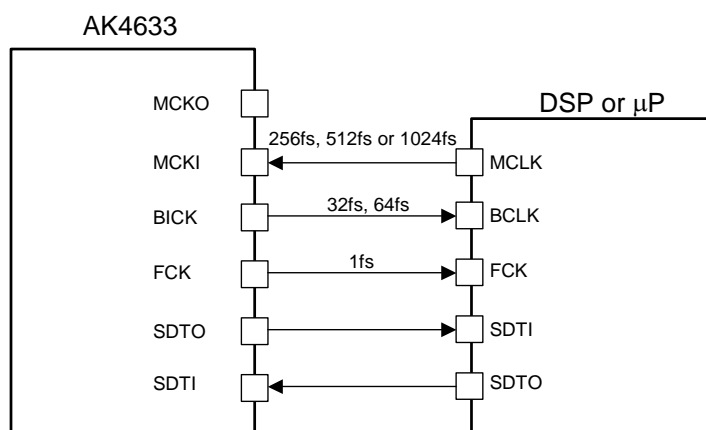 AK4633
DSP or μP
MCKO
256fs, 512fs or 1024fs
MCKI
MCLK
32fs, 64fs
BICK
BCLK
1fs
FCK
FCK
SDTO
SDTI
SDTI
SDTO